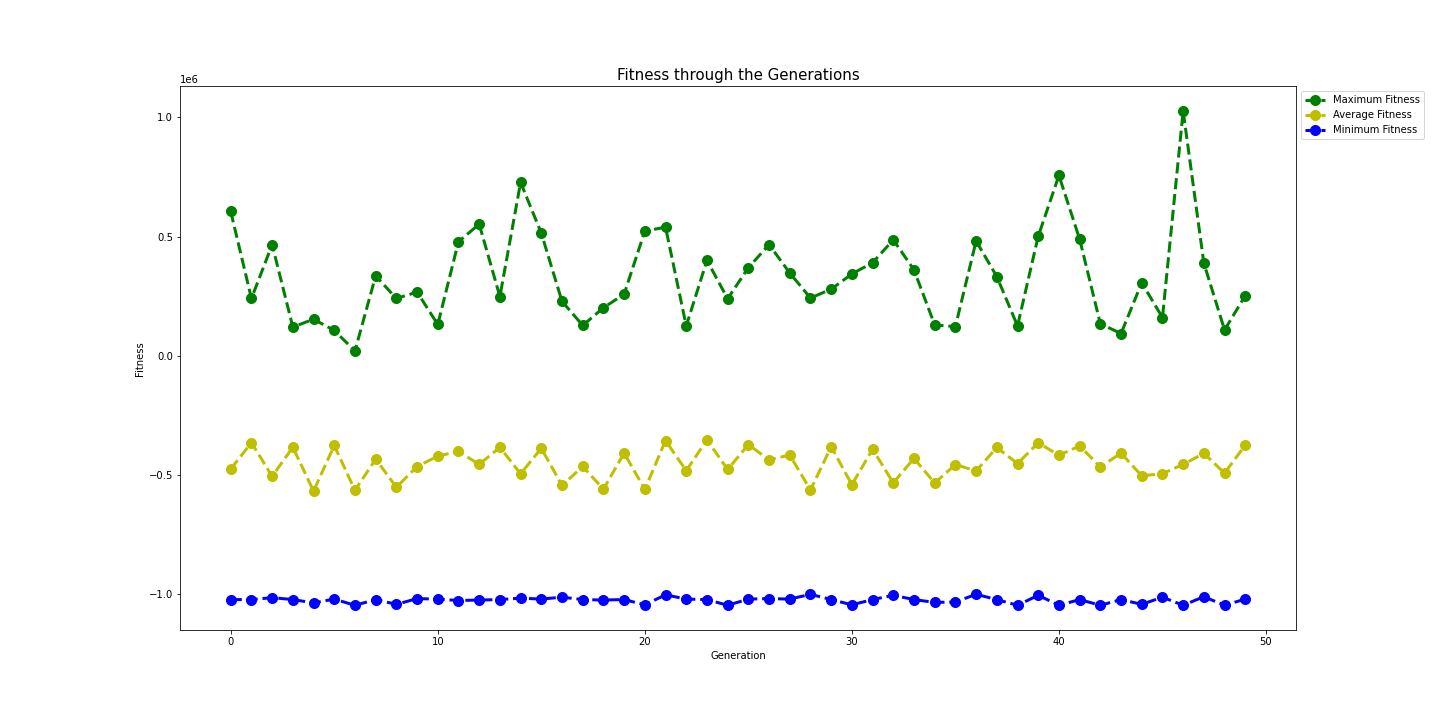 Fitness through the Generations
1e6
Maximum Fitness
Average Fitness
Minimum Fitness
1.0
0.5
0.0
−0.5
−1.0
Fitness
0 10 20 30 40 50
Generation